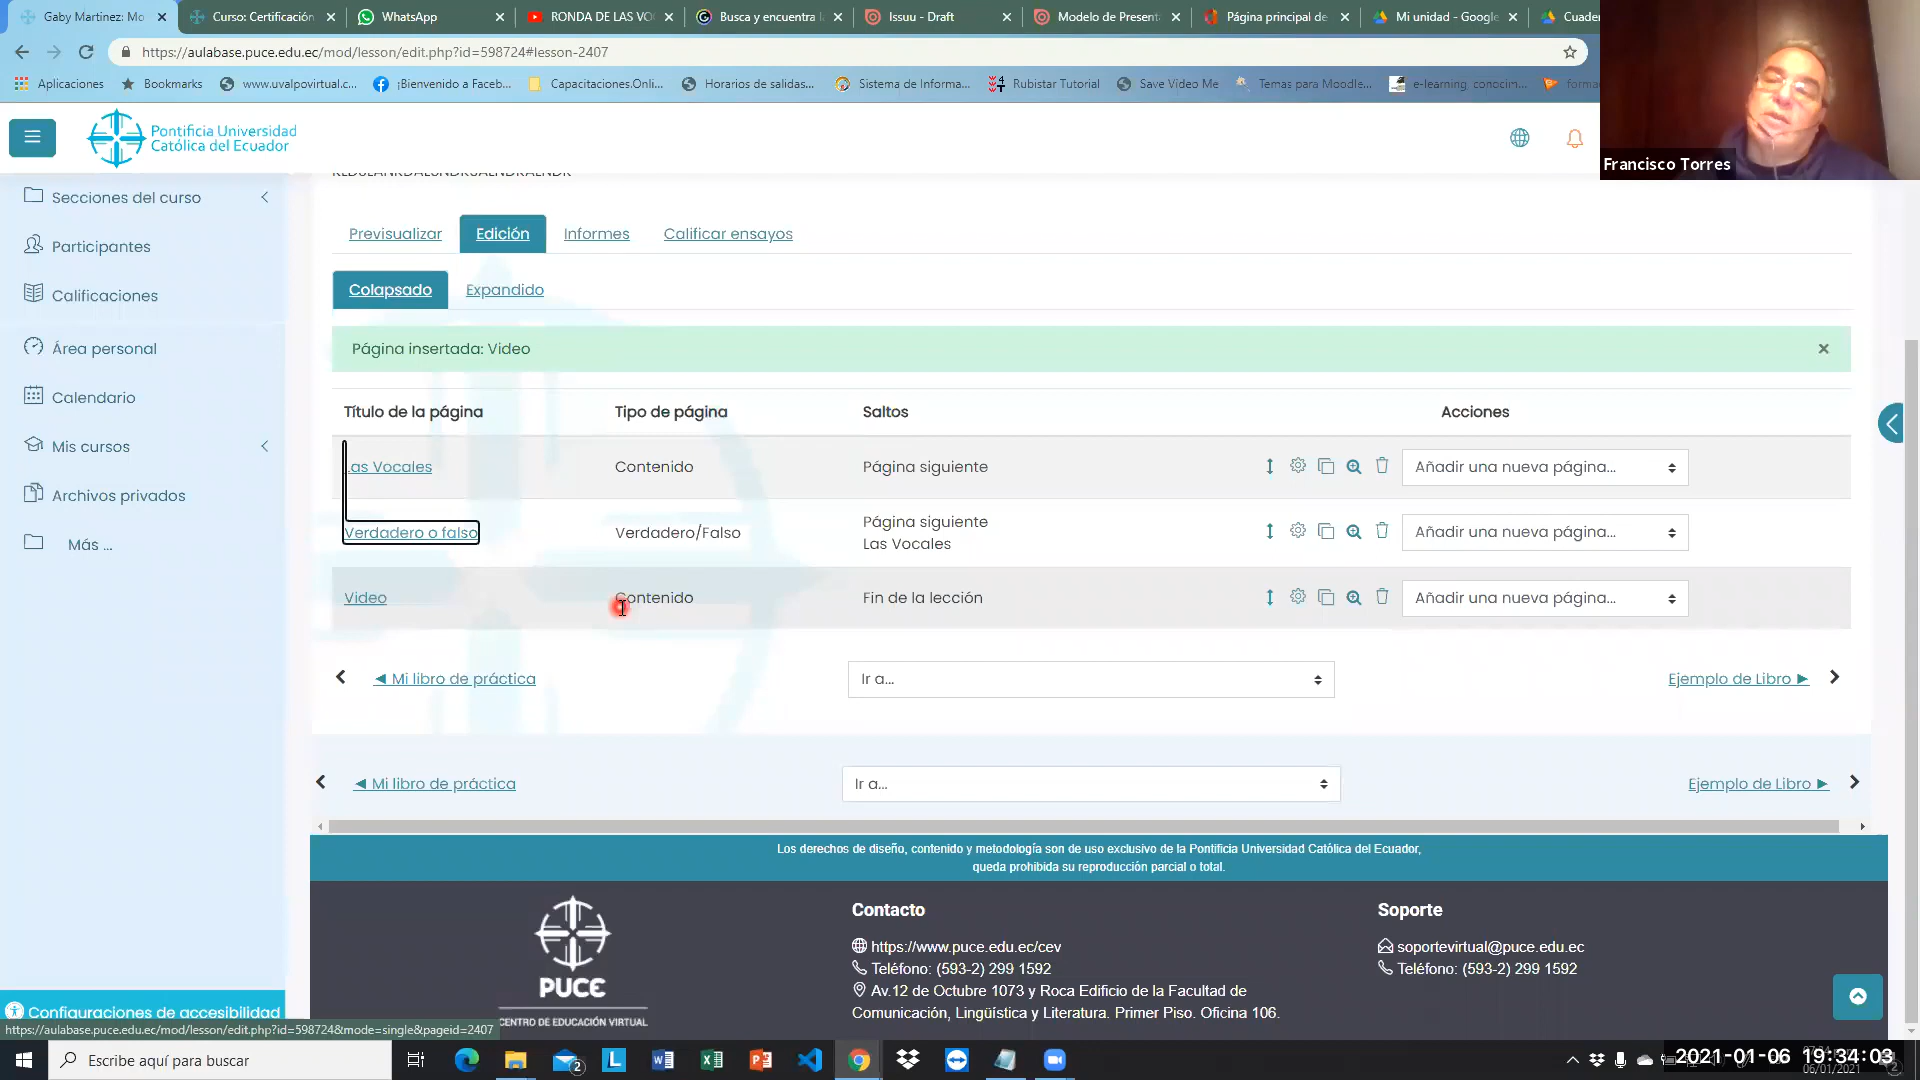 Gaby Martinez: Mo
Curso: Certificación
WhatsApp
RONDA DE LAS VO
Busca y encuentra l
Issuu - Draft
Modelo de Present
Página principal de
Mi unidad - Google
Cuade
https://aulabase.puce.edu.ec/mod/lesson/edit.php?id=598724#lesson-2407
Aplicaciones
Bookmarks
www.uvalpovirtual.c...
¡Bienvenido a Faceb...
Capacitaciones.Onli...
Horarios de salidas...
Sistema de Informa...
Rubistar Tutorial
Save Video Me
Temas para Moodle...
e-learning, conocim...
forma
Pontificia Universidad
Católica del Ecuador
Francisco Torres
Secciones del curso
Participantes
Calificaciones
Área personal
Calendario
Mis cursos
Archivos privados
Más ...
Previsualizar
Edición
Informes
Calificar ensayos
Colapsado
Expandido
Página insertada: Video
Título de la página
Tipo de página
Saltos
Acciones
Las Vocales
Contenido
Página siguiente
Añadir una nueva página...
Verdadero o falso
Verdadero/Falso
Página siguiente
Las Vocales
Añadir una nueva página...
Video
Contenido
Fin de la lección
Añadir una nueva página...
◄ Mi libro de práctica
Ir a...
Ejemplo de Libro ►
◄ Mi libro de práctica
Ir a...
Ejemplo de Libro ►
Los derechos de diseño, contenido y metodología son de uso exclusivo de la Pontificia Universidad Católica del Ecuador,
queda prohibida su reproducción parcial o total.
PUCE
CENTRO DE EDUCACIÓN VIRTUAL
Contacto
https://www.puce.edu.ec/cev
Teléfono: (593-2) 299 1592
Av.12 de Octubre 1073 y Roca Edificio de la Facultad de
Comunicación, Lingüística y Literatura. Primer Piso. Oficina 106.
Soporte
soportevirtual@puce.edu.ec
Teléfono: (593-2) 299 1592
Configuraciones de accesibilidad
https://aulabase.puce.edu.ec/mod/lesson/edit.php?id=598724&mode=single&pageid=2407
Escribe aquí para buscar
2021-01-06 19:34:03
06/01/2021